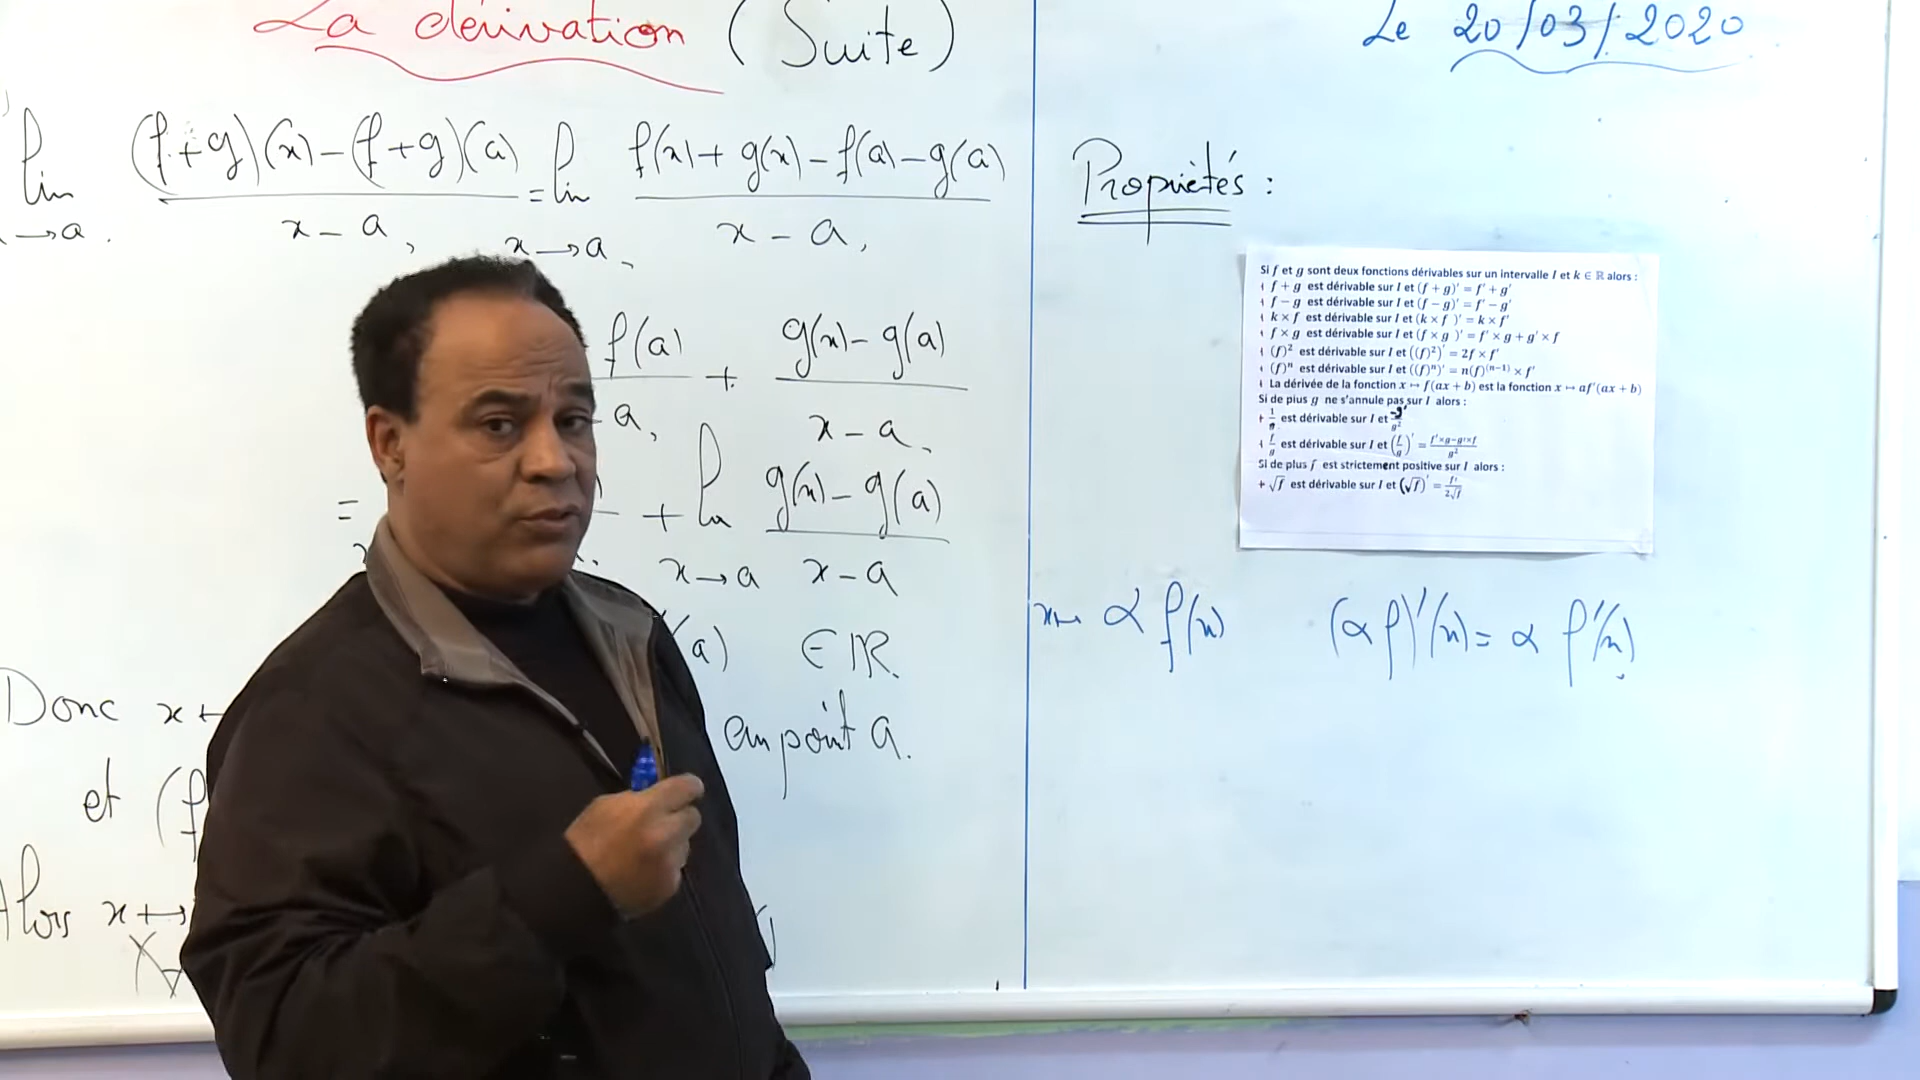 La dérivation (Suite)
Le 20/03/2020
lim (f+g)(x) - (f+g)(a) / x - a = lim f(x) + g(x) - f(a) - g(a) / x - a
x→a x→a
f(a) / - a + g(x) - g(a) / x - a
= + lim g(x) - g(a) / x - a
x→a
(a) ∈ ℝ
Donc x ↦
au point a.
et (f
Alors x ↦
Propriétés :
Si f et g sont deux fonctions dérivables sur un intervalle I et k ∈ ℝ alors :
f + g est dérivable sur I et (f + g)' = f' + g'
f − g est dérivable sur I et (f − g)' = f' − g'
k × f est dérivable sur I et (k × f )' = k × f'
f × g est dérivable sur I et (f × g )' = f' × g + g' × f
(f)² est dérivable sur I et ((f)²)' = 2f × f'
(f)ⁿ est dérivable sur I et ((f)ⁿ)' = n(f)⁽ⁿ⁻¹⁾ × f'
La dérivée de la fonction x ↦ f(ax + b) est la fonction x ↦ af'(ax + b)
Si de plus g ne s'annule pas sur I alors :
+ 1/g est dérivable sur I et -g'/g²
f/g est dérivable sur I et (f/g)' = f'×g−g'×f / g²
Si de plus f est strictement positive sur I alors :
+ √f est dérivable sur I et (√f)' = f'/2√f
x ↦ α f(x) (α f)'(x) = α f'(x)